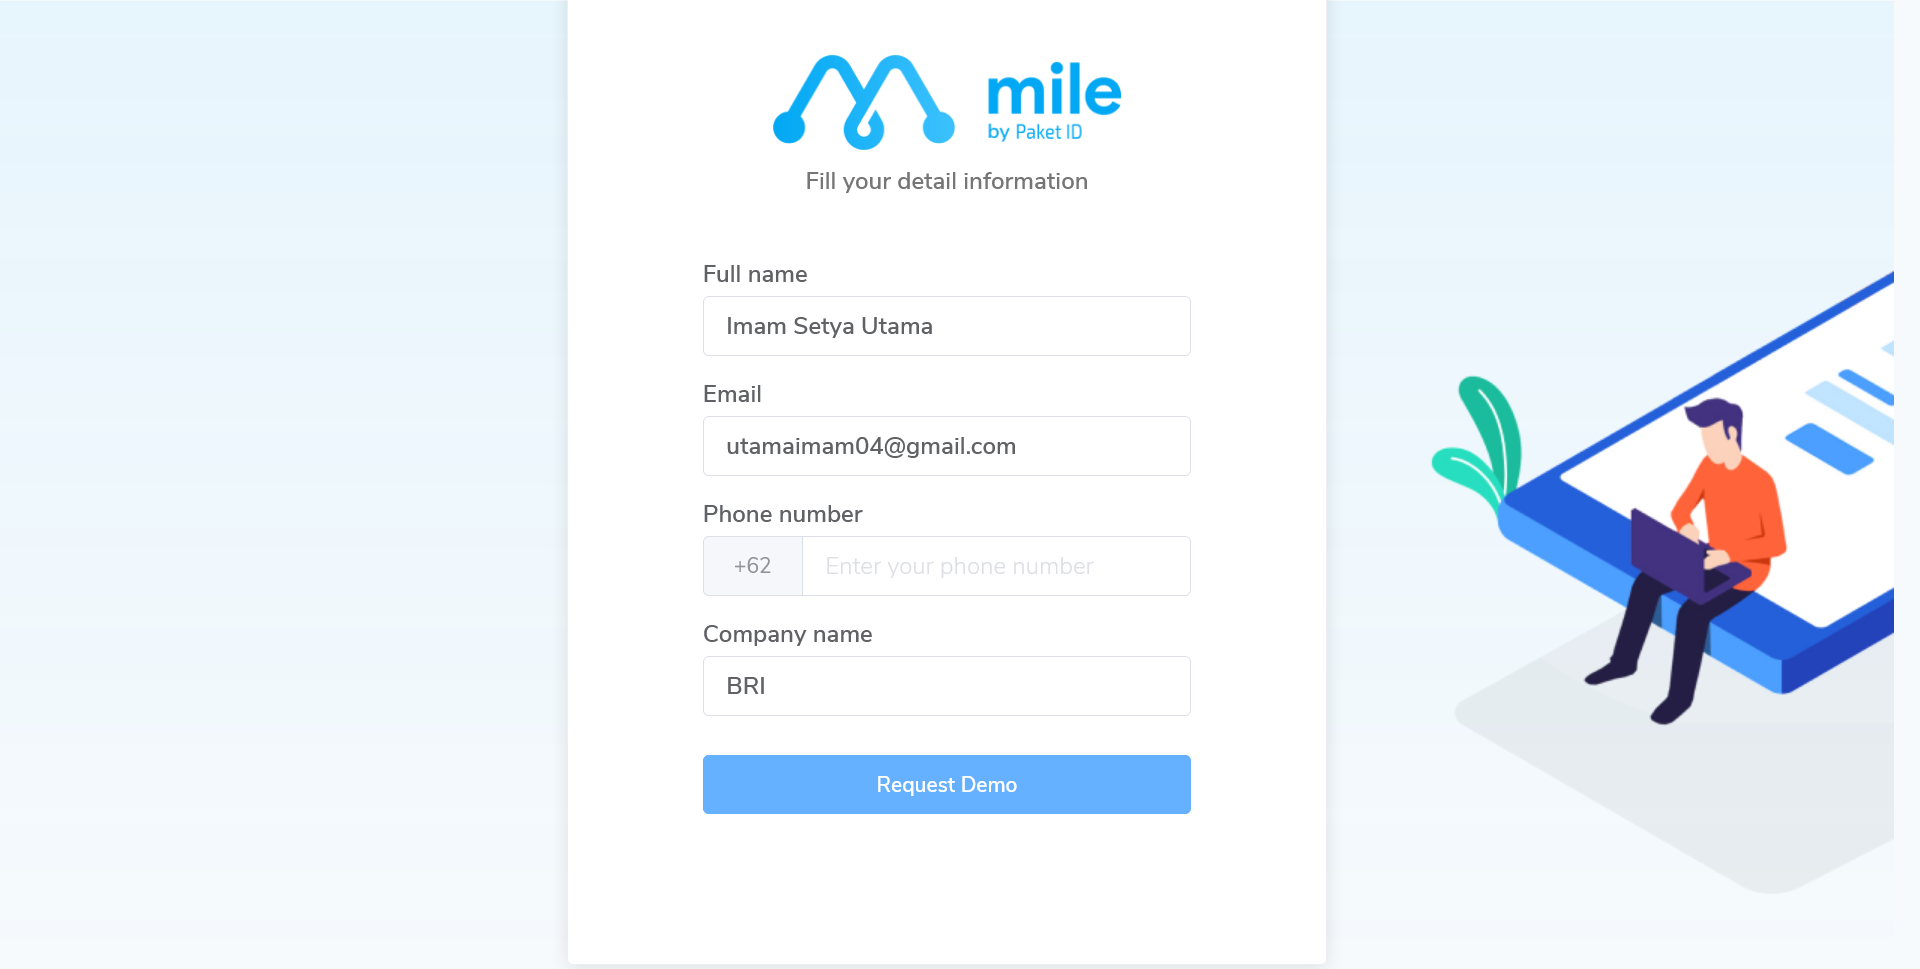 mile
by Paket ID
Fill your detail information
Full name
Imam Setya Utama
Email
utamaimam04@gmail.com
Phone number
+62 Enter your phone number
Company name
BRI
Request Demo